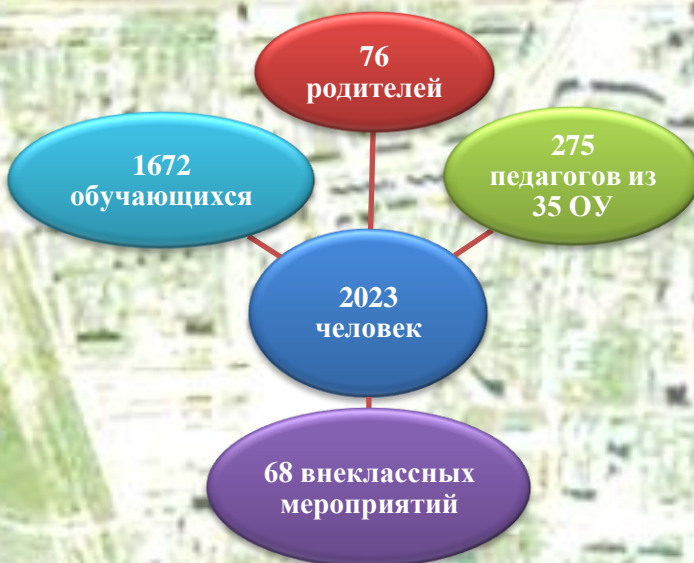 76
родителей
1672
обучающихся
275
педагогов из
35 ОУ
2023
человек
68 внеклассных
мероприятий